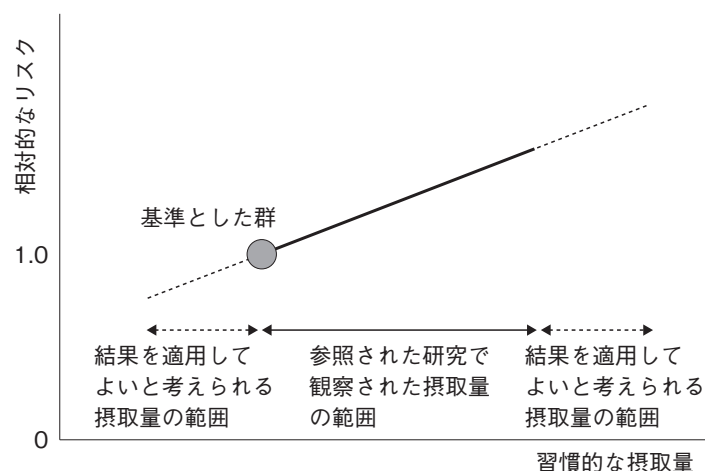 相対的なリスク
基準とした群
1.0
結果を適用して
よいと考えられる
摂取量の範囲
参照された研究で
観察された摂取量
の範囲
結果を適用して
よいと考えられる
摂取量の範囲
0
習慣的な摂取量